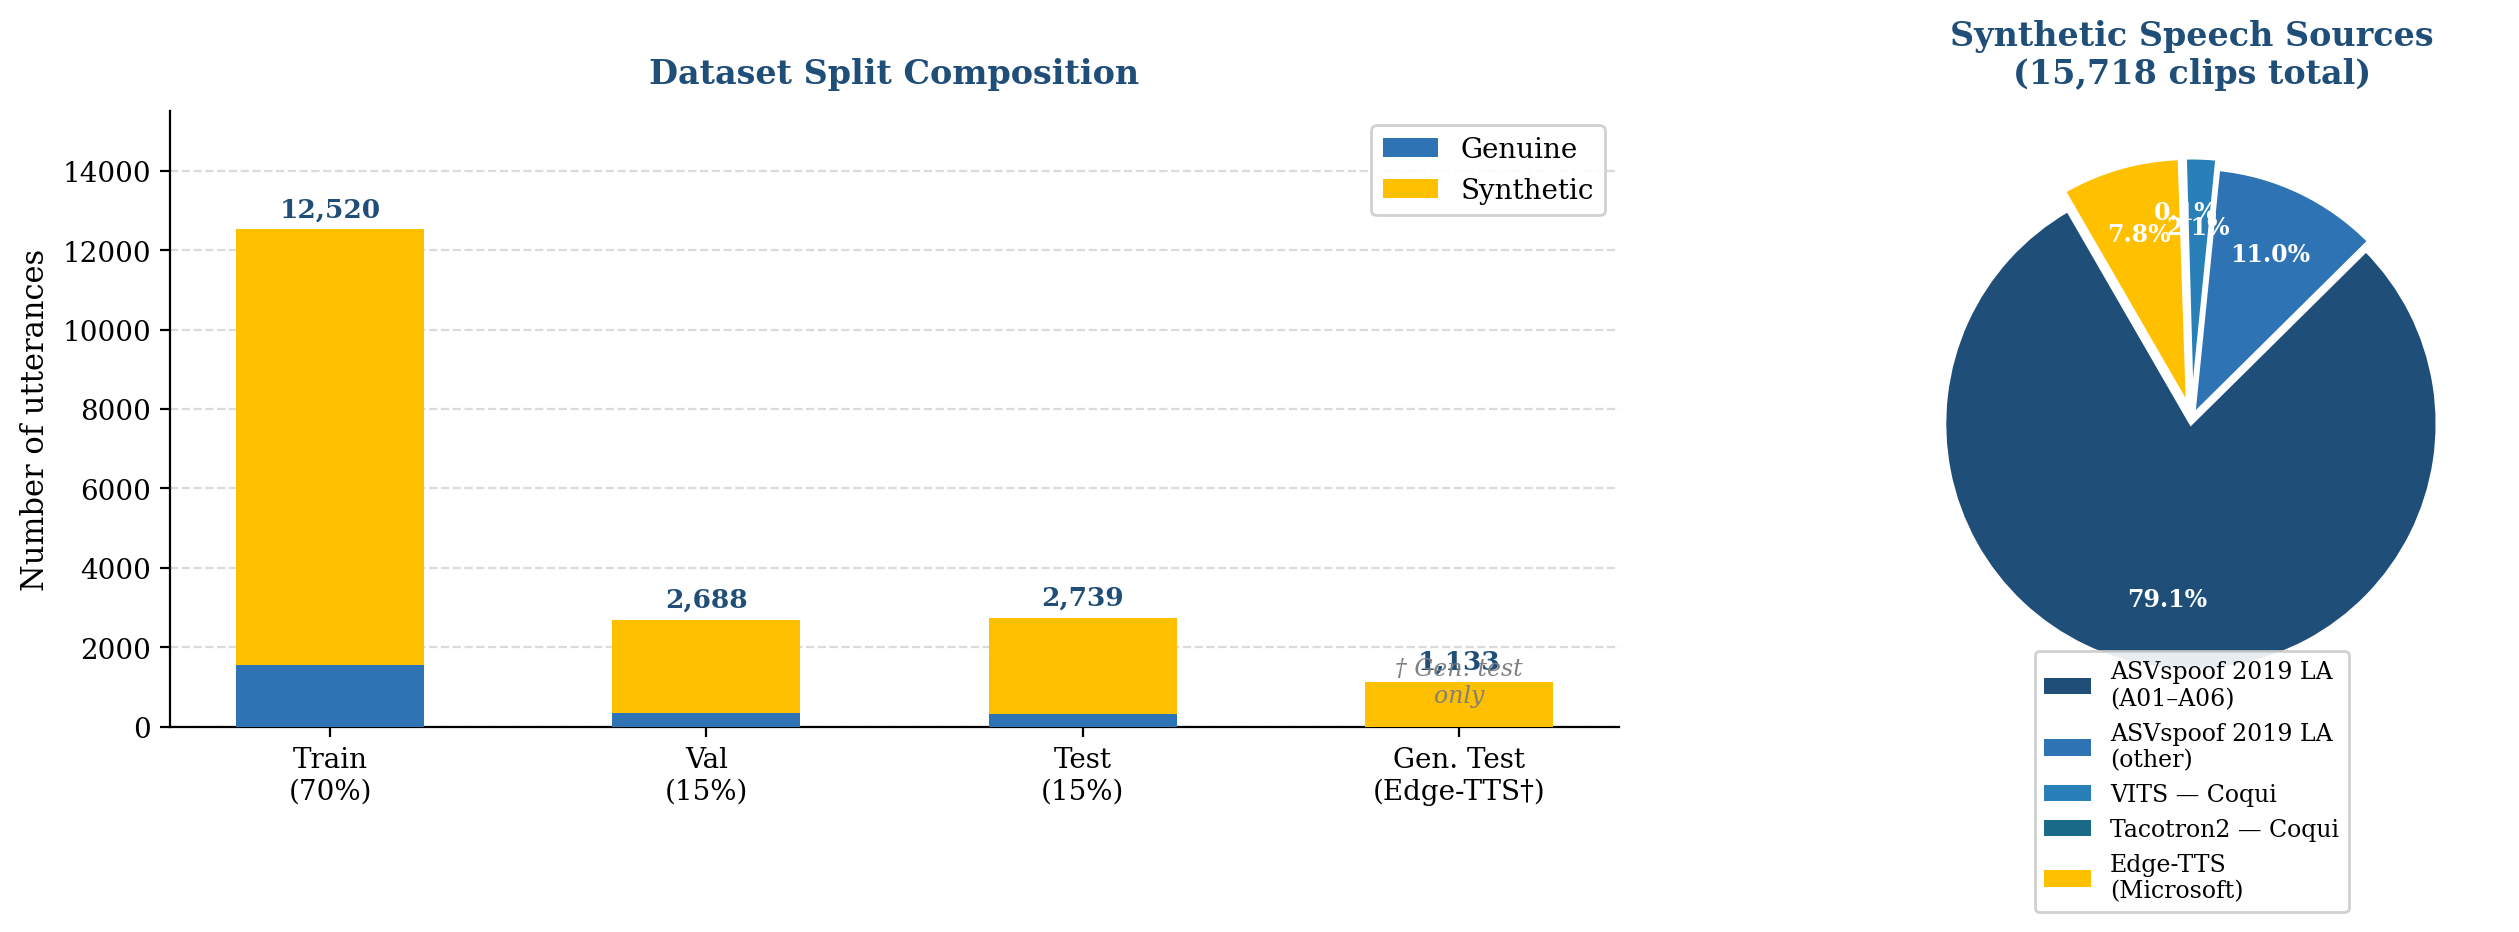 Dataset Split Composition
Number of utterances
14000
12000
10000
8000
6000
4000
2000
0
12,520
2,688
2,739
1,133
† Gen. test
only
Genuine
Synthetic
Train
(70%)
Val
(15%)
Test
(15%)
Gen. Test
(Edge-TTS†)
Synthetic Speech Sources
(15,718 clips total)
7.8%
2.1%
11.0%
79.1%
ASVspoof 2019 LA
(A01–A06)
ASVspoof 2019 LA
(other)
VITS — Coqui
Tacotron2 — Coqui
Edge-TTS
(Microsoft)